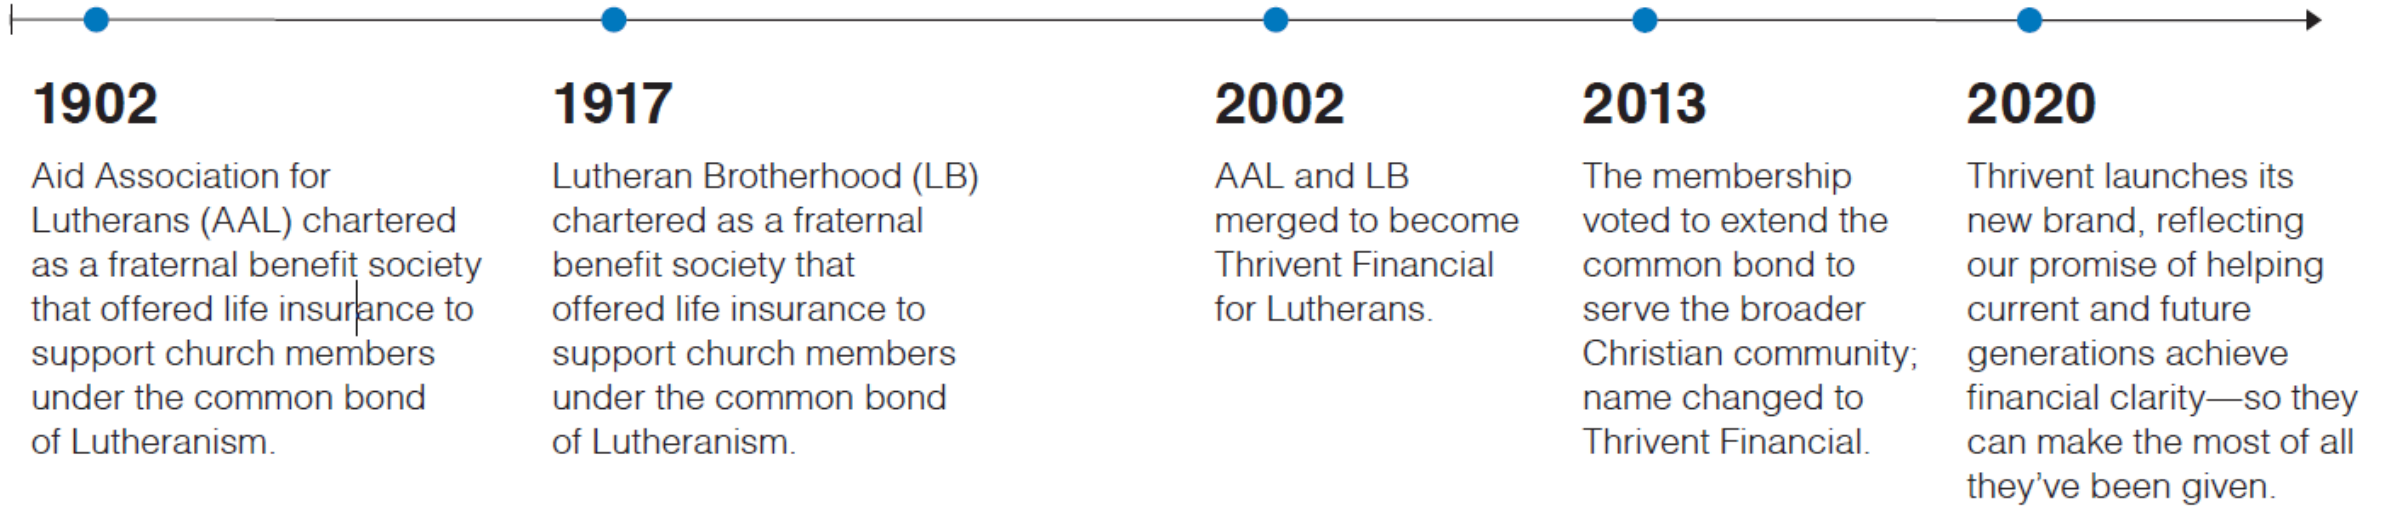 1902
Aid Association for
Lutherans (AAL) chartered
as a fraternal benefit society
that offered life insurance to
support church members
under the common bond
of Lutheranism.
1917
Lutheran Brotherhood (LB)
chartered as a fraternal
benefit society that
offered life insurance to
support church members
under the common bond
of Lutheranism.
2002
AAL and LB
merged to become
Thrivent Financial
for Lutherans.
2013
The membership
voted to extend the
common bond to
serve the broader
Christian community;
name changed to
Thrivent Financial.
2020
Thrivent launches its
new brand, reflecting
our promise of helping
current and future
generations achieve
financial clarity—so they
can make the most of all
they’ve been given.